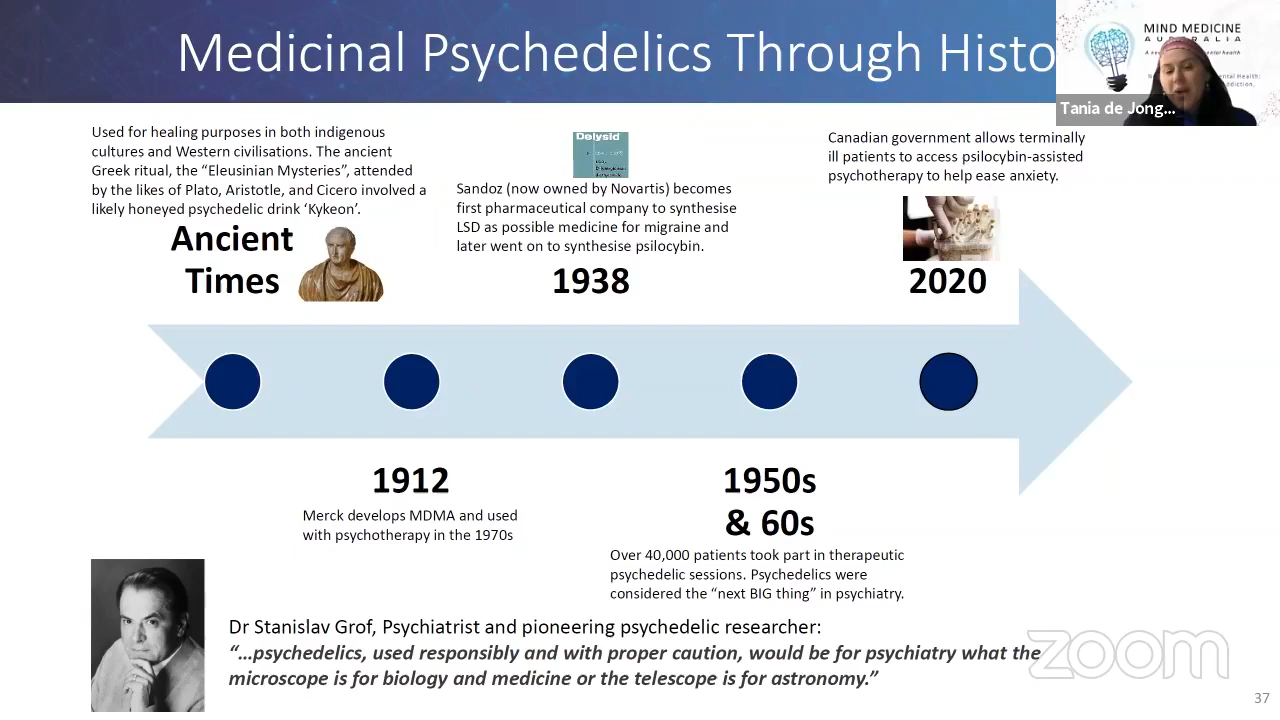 Medicinal Psychedelics Through Histo
MIND MEDICINE
AUSTRALIA
Tania de Jong...
Used for healing purposes in both indigenous
cultures and Western civilisations. The ancient
Greek ritual, the “Eleusinian Mysteries”, attended
by the likes of Plato, Aristotle, and Cicero involved a
likely honeyed psychedelic drink ‘Kykeon’.
Ancient
Times
Delysid
Sandoz (now owned by Novartis) becomes
first pharmaceutical company to synthesise
LSD as possible medicine for migraine and
later went on to synthesise psilocybin.
1938
Canadian government allows terminally
ill patients to access psilocybin-assisted
psychotherapy to help ease anxiety.
2020
1912
Merck develops MDMA and used
with psychotherapy in the 1970s
1950s
& 60s
Over 40,000 patients took part in therapeutic
psychedelic sessions. Psychedelics were
considered the “next BIG thing” in psychiatry.
Dr Stanislav Grof, Psychiatrist and pioneering psychedelic researcher:
“…psychedelics, used responsibly and with proper caution, would be for psychiatry what the
microscope is for biology and medicine or the telescope is for astronomy.”
zoom
37